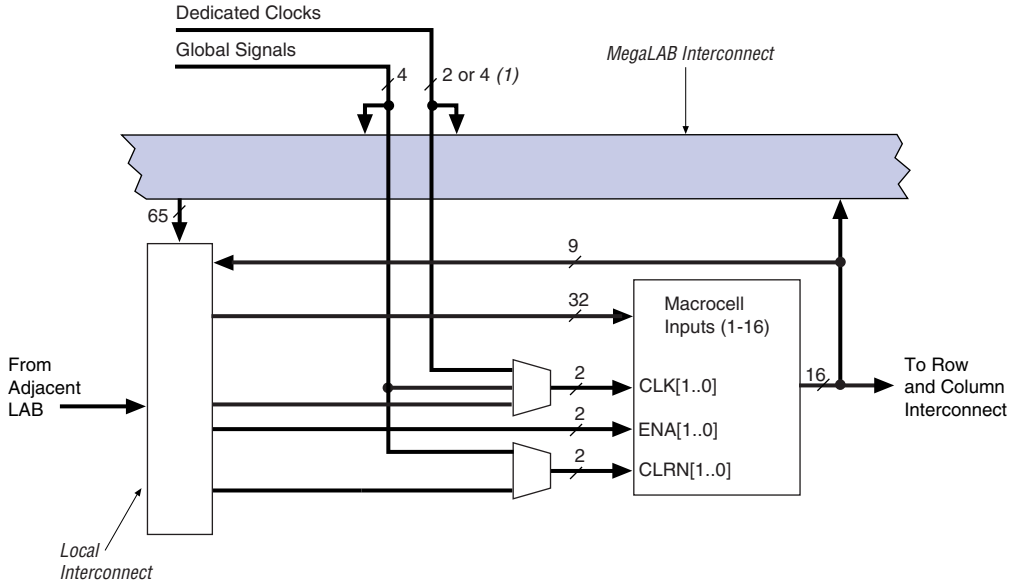 Dedicated Clocks
Global Signals
MegaLAB Interconnect
4
2 or 4 (1)
65
9
32
Macrocell
Inputs (1-16)
From
Adjacent
LAB
2
CLK[1..0]
16
To Row
and Column
Interconnect
2
ENA[1..0]
2
CLRN[1..0]
Local
Interconnect